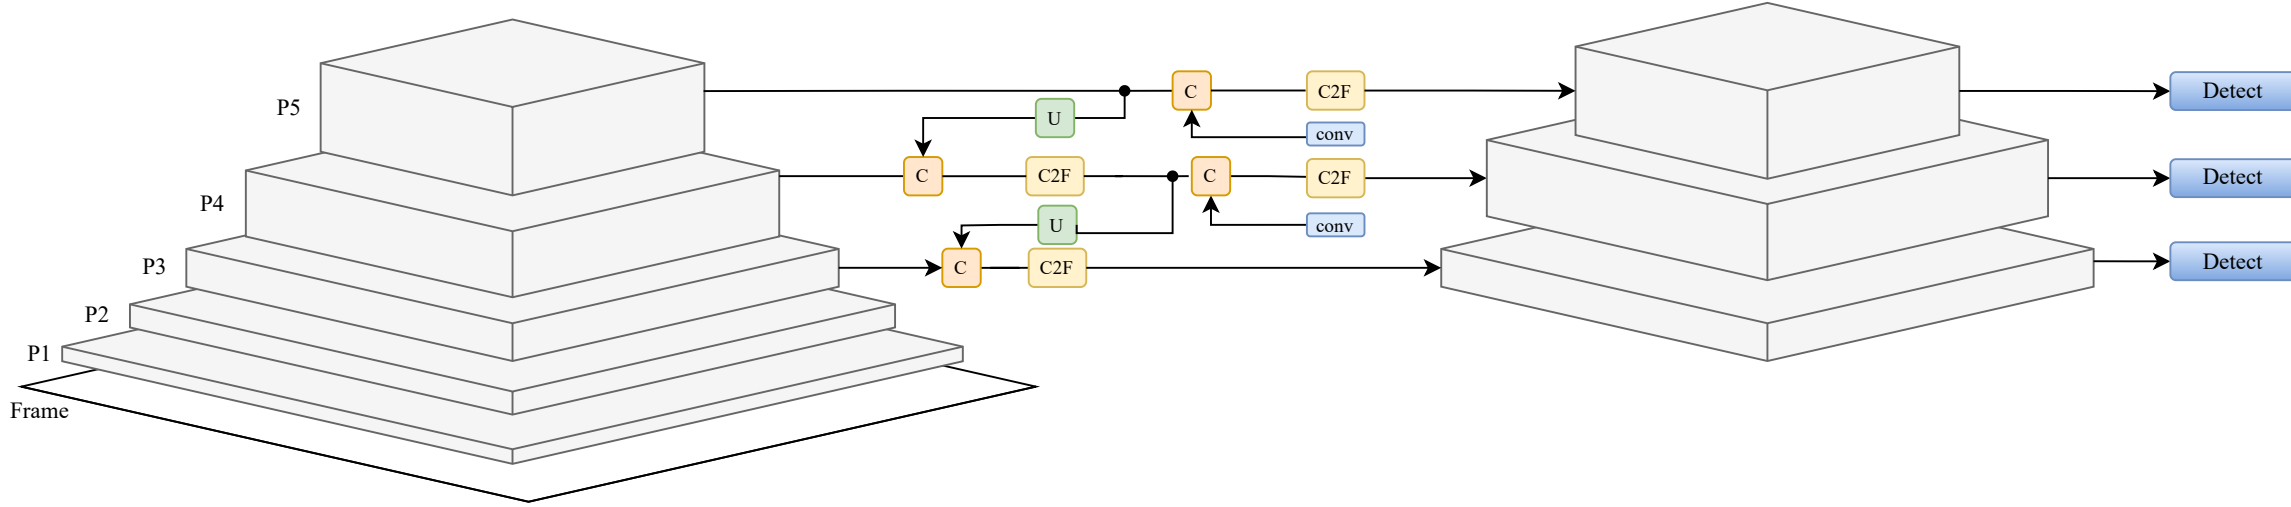 P5
C
C2F
Detect
U
conv
P4
C
C2F
C
C2F
Detect
U
conv
P3
C
C2F
Detect
P2
P1
Frame